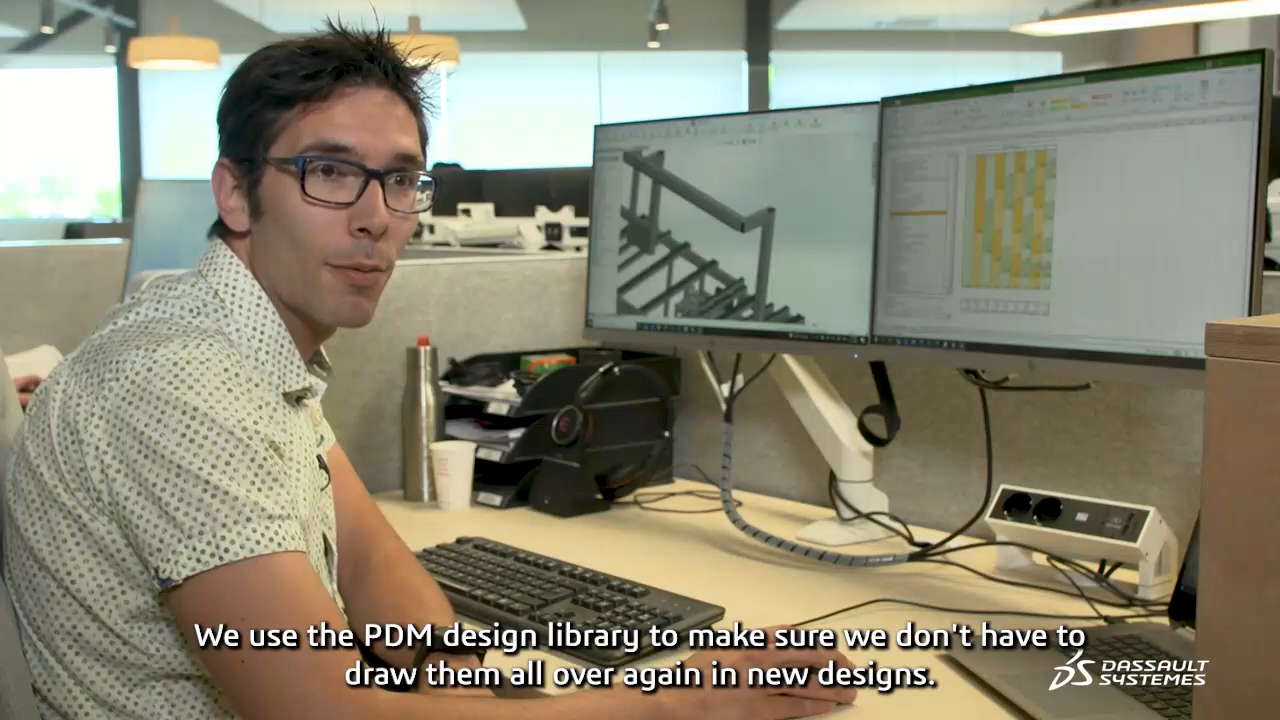 We use the PDM design library to make sure we don't have to
draw them all over again in new designs.
DASSAULT
SYSTEMES